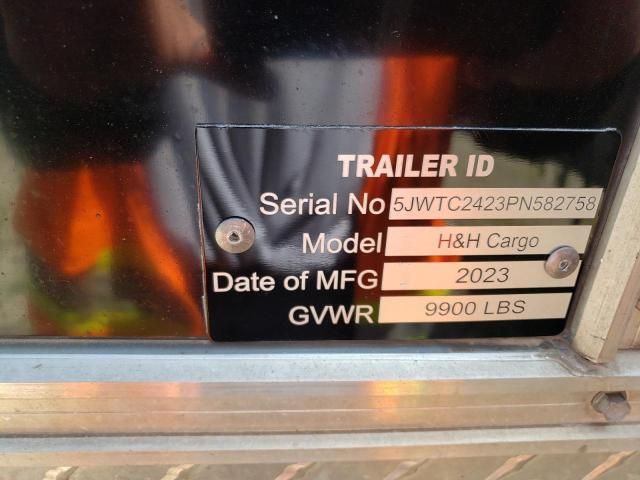 TRAILER ID
Serial No 5JWTC2423PN582758
Model H&H Cargo
Date of MFG 2023
GVWR 9900 LBS